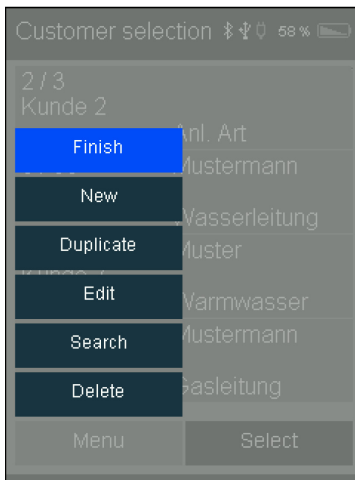 Customer selection 58 %
2 / 3
Kunde 2
Anl. Art
Finish
Mustermann
New
Wasserleitung
Duplicate
Muster
Edit
Warmwasser
Search
Mustermann
Delete
Gasleitung
Menu
Select